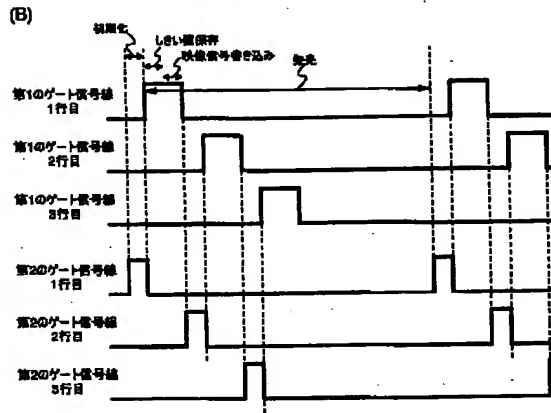 (B)
初期化
しきい値保存
映像信号書き込み
発光
第1のゲート信号線
1行目
第1のゲート信号線
2行目
第1のゲート信号線
3行目
第2のゲート信号線
1行目
第2のゲート信号線
2行目
第2のゲート信号線
3行目